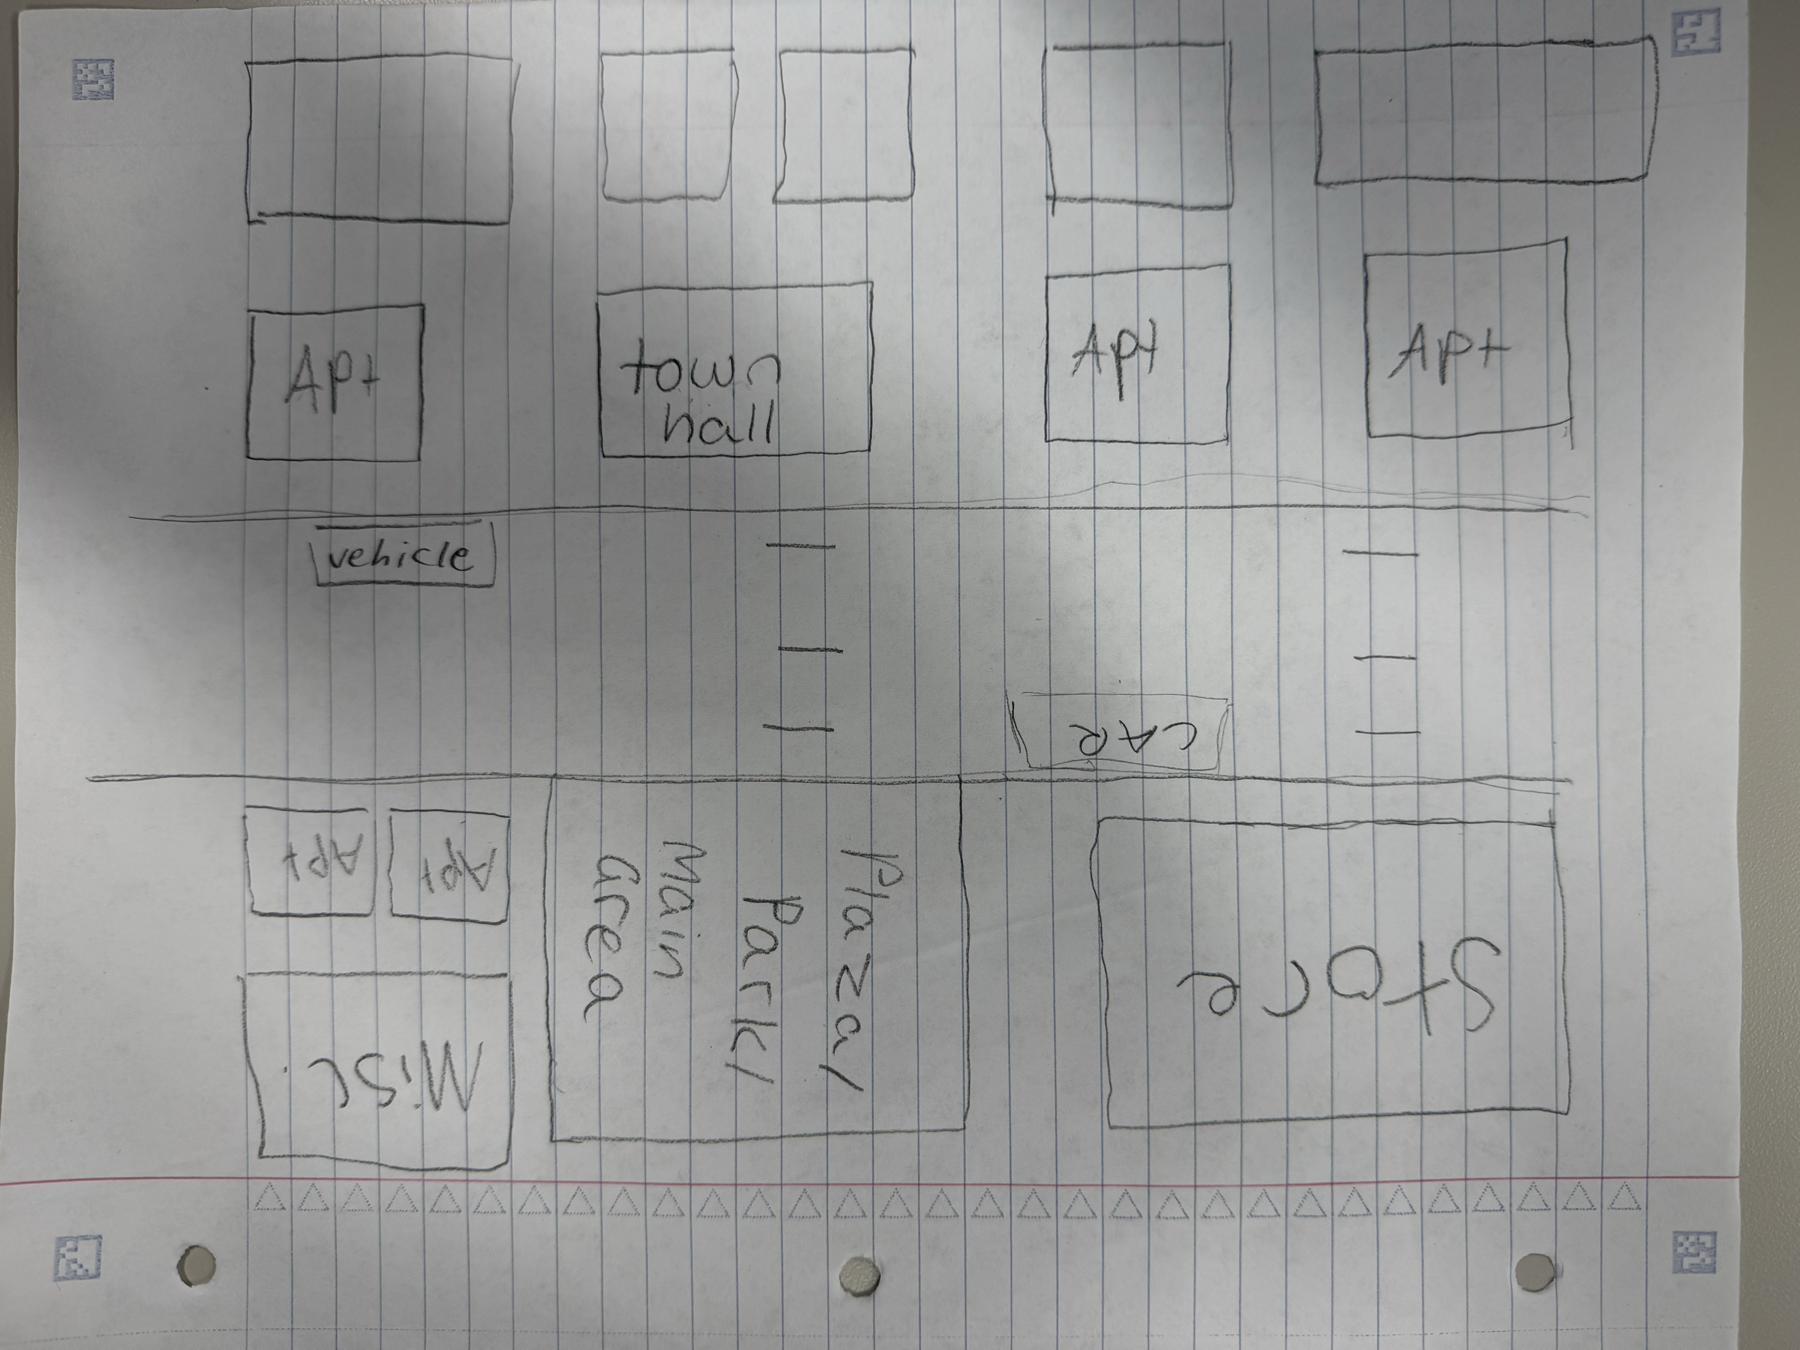 Apt
town
hall
Apt
Apt
vehicle
CAR
Apt
Apt
Plaza/
Park/
Main
area
Store
Misc.